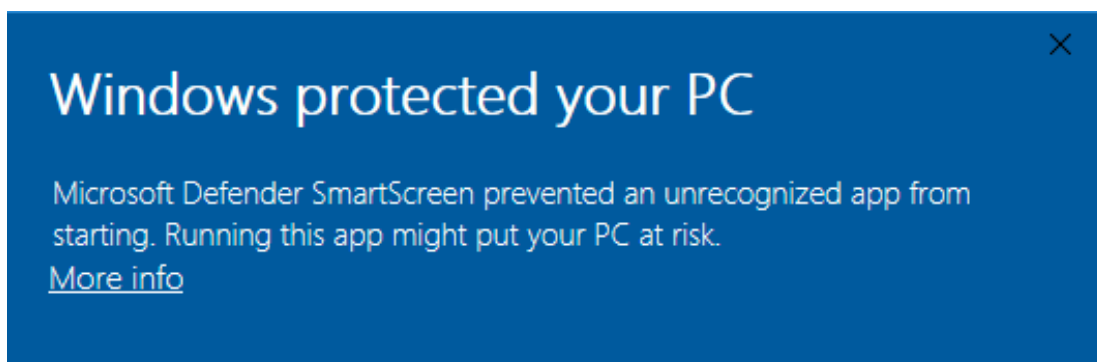 Windows protected your PC
Microsoft Defender SmartScreen prevented an unrecognized app from
starting. Running this app might put your PC at risk.
More info